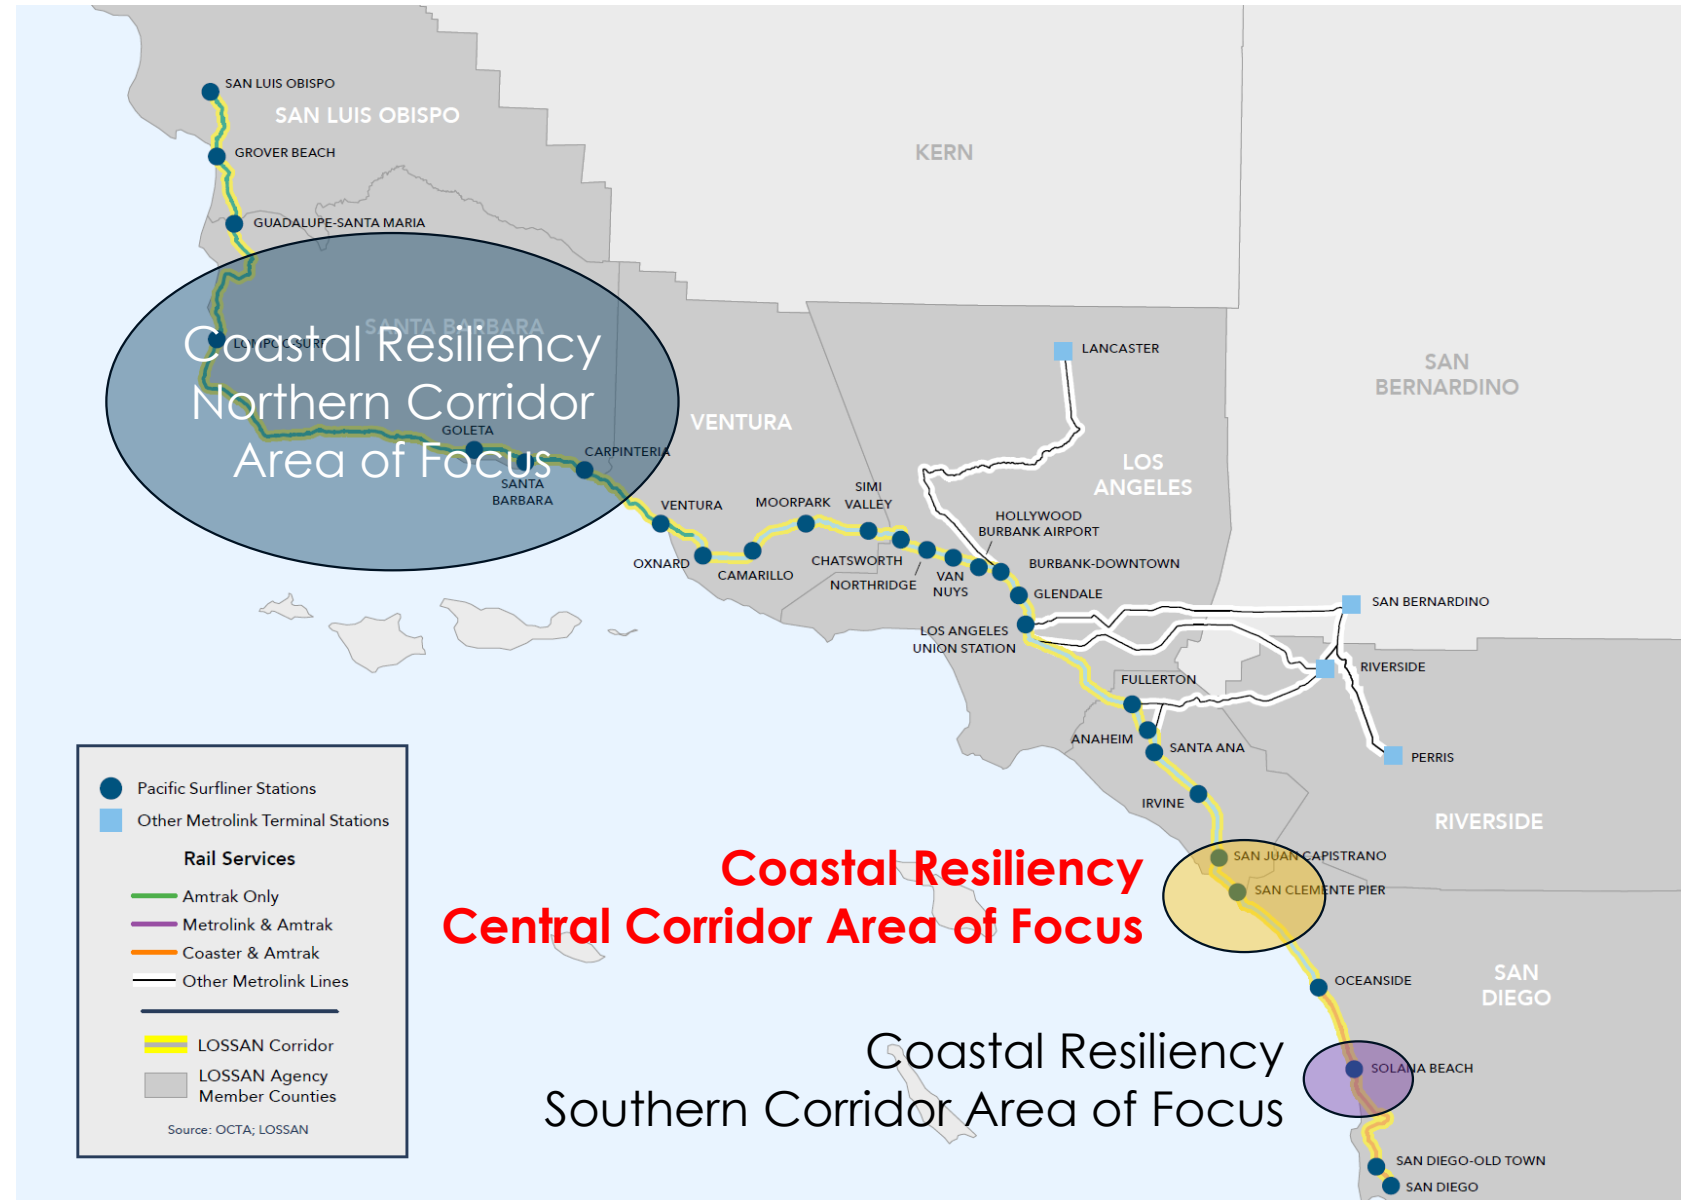 SAN LUIS OBISPO
SAN LUIS OBISPO
GROVER BEACH
KERN
GUADALUPE-SANTA MARIA
SANTA BARBARA
LOMPOC-SURF
Coastal Resiliency
Northern Corridor
Area of Focus
GOLETA
SANTA
BARBARA
CARPINTERIA
VENTURA
LANCASTER
SAN
BERNARDINO
LOS
ANGELES
VENTURA
OXNARD
CAMARILLO
MOORPARK
SIMI
VALLEY
CHATSWORTH
NORTHRIDGE
VAN
NUYS
HOLLYWOOD
BURBANK AIRPORT
BURBANK-DOWNTOWN
GLENDALE
LOS ANGELES
UNION STATION
SAN BERNARDINO
RIVERSIDE
FULLERTON
ANAHEIM
SANTA ANA
PERRIS
IRVINE
RIVERSIDE
SAN JUAN CAPISTRANO
SAN CLEMENTE PIER
Coastal Resiliency
Central Corridor Area of Focus
OCEANSIDE
SAN
DIEGO
Coastal Resiliency
Southern Corridor Area of Focus
SOLANA BEACH
SAN DIEGO-OLD TOWN
SAN DIEGO
Pacific Surfliner Stations
Other Metrolink Terminal Stations
Rail Services
Amtrak Only
Metrolink & Amtrak
Coaster & Amtrak
Other Metrolink Lines
LOSSAN Corridor
LOSSAN Agency
Member Counties
Source: OCTA; LOSSAN